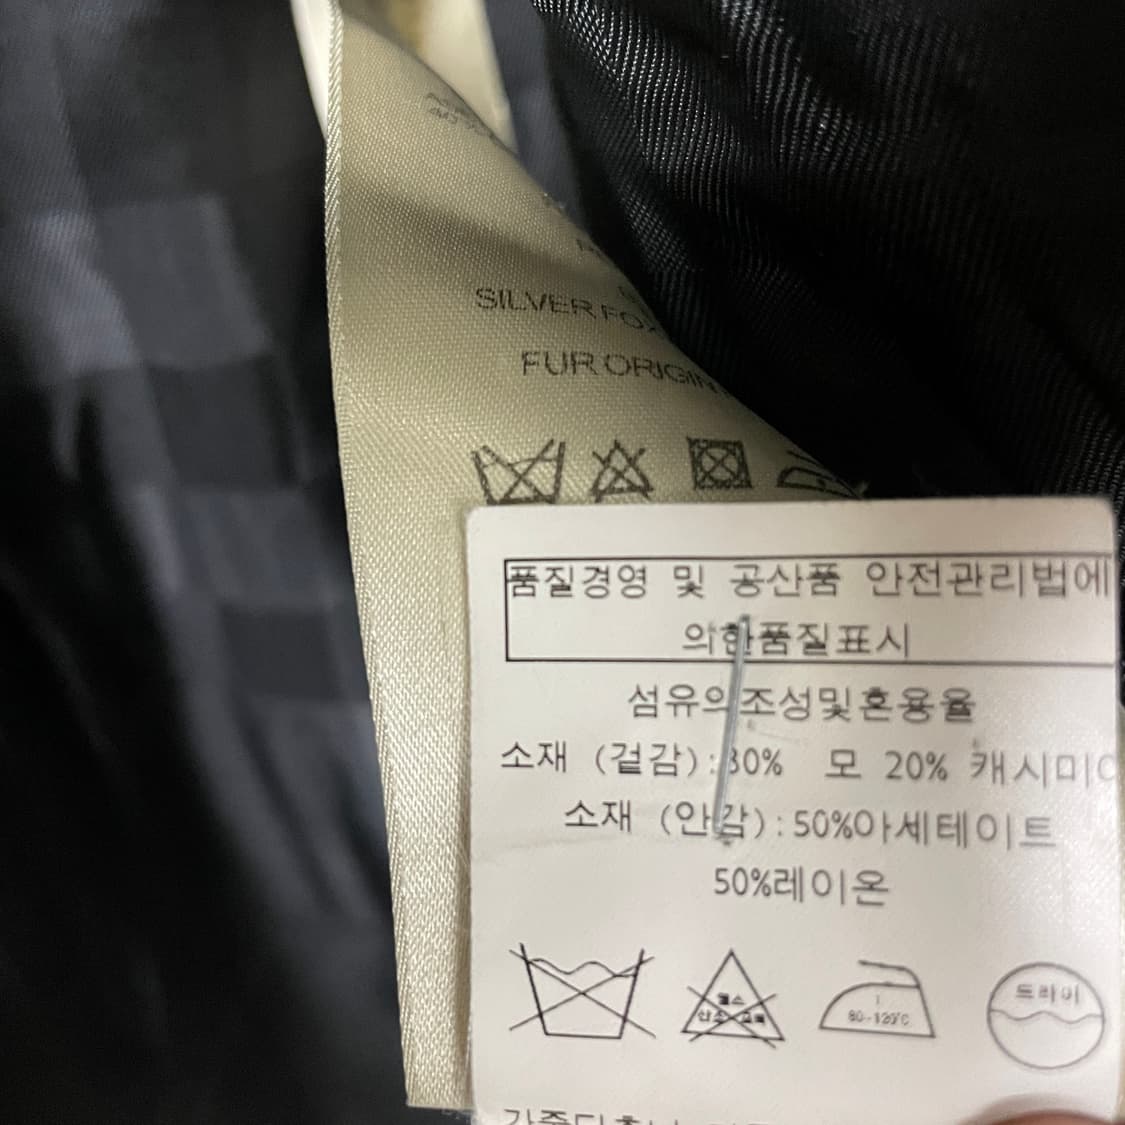 SILVER FOX
FUR ORIGIN
품질경영 및 공산품 안전관리법에
의한품질표시
섬유의조성및혼용율
소재 (겉감):80% 모 20% 캐시미어
소재 (안감):50%아세테이트
50%레이온
80-120℃
드라이